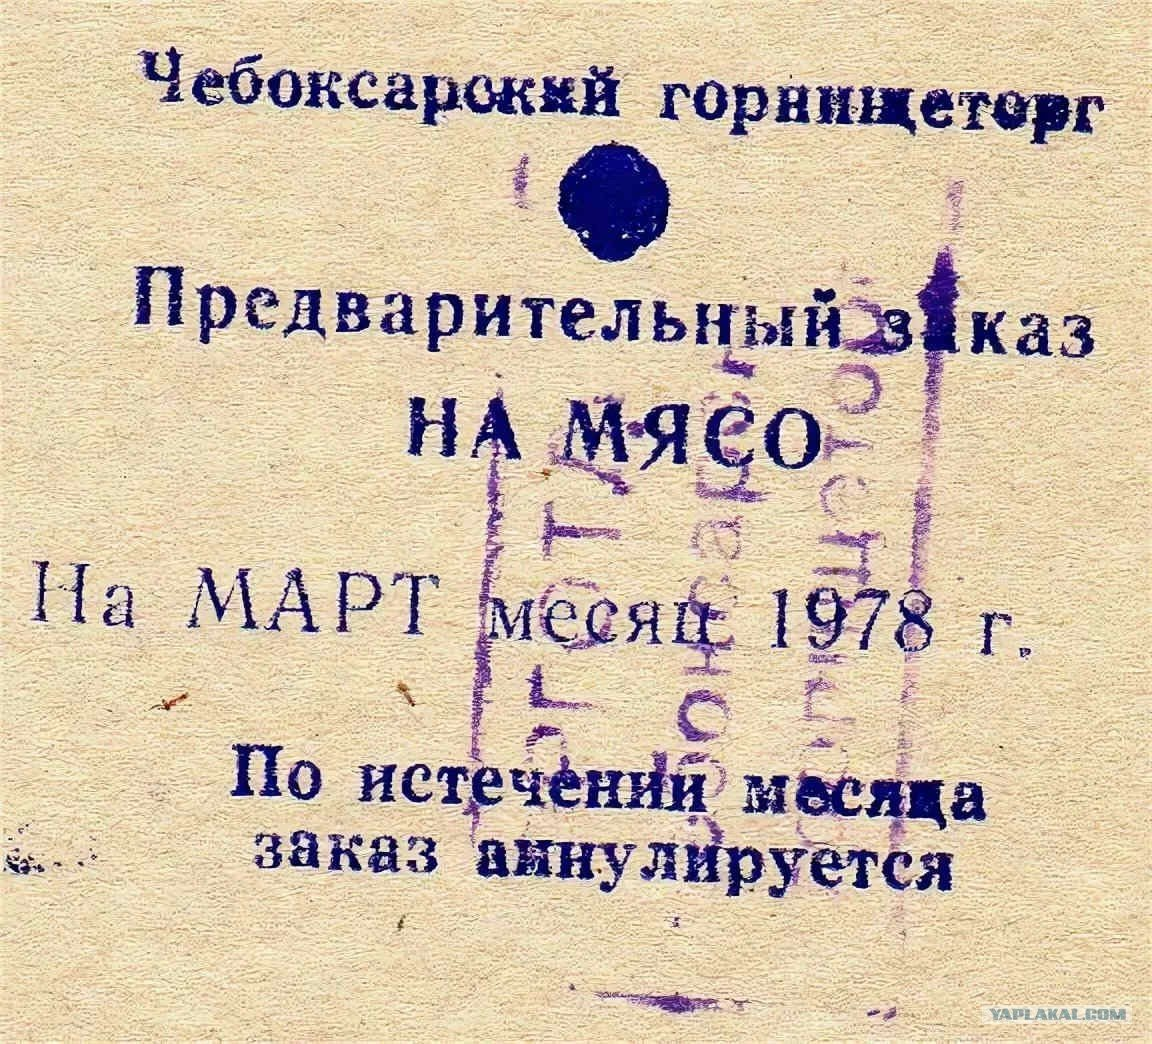 Чебоксарский горпищеторг
Предварительный заказ
НА МЯСО
На МАРТ месяц 1978 г.
По истечении месяца
заказ аннулируется
YAPLAKAL.COM